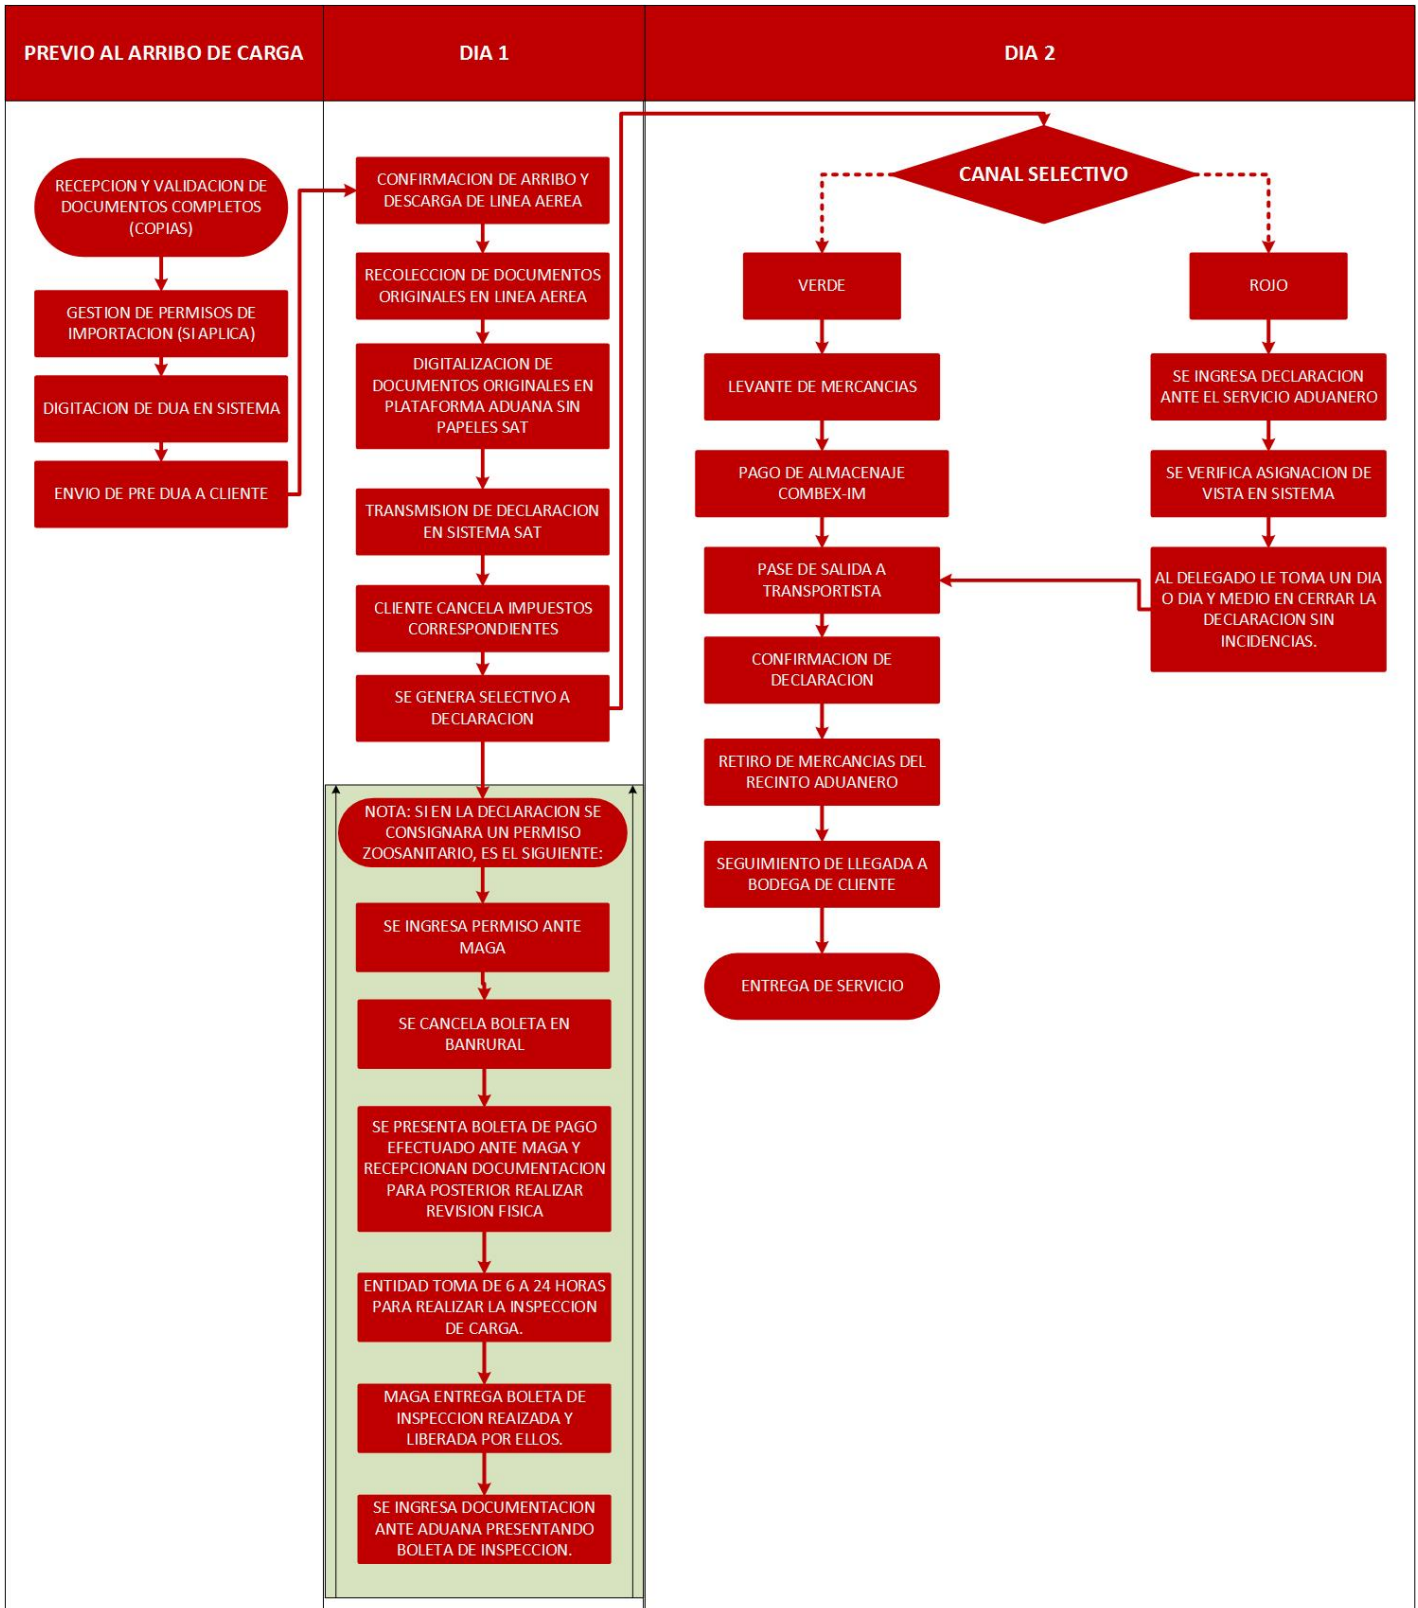 PREVIO AL ARRIBO DE CARGA
DIA 1
DIA 2
RECEPCION Y VALIDACION DE
DOCUMENTOS COMPLETOS
(COPIAS)
GESTION DE PERMISOS DE
IMPORTACION (SI APLICA)
DIGITACION DE DUA EN SISTEMA
ENVIO DE PRE DUA A CLIENTE
CONFIRMACION DE ARRIBO Y
DESCARGA DE LINEA AEREA
RECOLECCION DE DOCUMENTOS
ORIGINALES EN LINEA AEREA
DIGITALIZACION DE
DOCUMENTOS ORIGINALES EN
PLATAFORMA ADUANA SIN
PAPELES SAT
TRANSMISION DE DECLARACION
EN SISTEMA SAT
CLIENTE CANCELA IMPUESTOS
CORRESPONDIENTES
SE GENERA SELECTIVO A
DECLARACION
NOTA: SI EN LA DECLARACION SE
CONSIGNARA UN PERMISO
ZOOSANITARIO, ES EL SIGUIENTE:
SE INGRESA PERMISO ANTE
MAGA
SE CANCELA BOLETA EN
BANRURAL
SE PRESENTA BOLETA DE PAGO
EFECTUADO ANTE MAGA Y
RECEPCIONAN DOCUMENTACION
PARA POSTERIOR REALIZAR
REVISION FISICA
ENTIDAD TOMA DE 6 A 24 HORAS
PARA REALIZAR LA INSPECCION
DE CARGA.
MAGA ENTREGA BOLETA DE
INSPECCION REAIZADA Y
LIBERADA POR ELLOS.
SE INGRESA DOCUMENTACION
ANTE ADUANA PRESENTANDO
BOLETA DE INSPECCION.
CANAL SELECTIVO
VERDE
LEVANTE DE MERCANCIAS
PAGO DE ALMACENAJE
COMBEX-IM
PASE DE SALIDA A
TRANSPORTISTA
CONFIRMACION DE
DECLARACION
RETIRO DE MERCANCIAS DEL
RECINTO ADUANERO
SEGUIMIENTO DE LLEGADA A
BODEGA DE CLIENTE
ENTREGA DE SERVICIO
ROJO
SE INGRESA DECLARACION
ANTE EL SERVICIO ADUANERO
SE VERIFICA ASIGNACION DE
VISTA EN SISTEMA
AL DELEGADO LE TOMA UN DIA
O DIA Y MEDIO EN CERRAR LA
DECLARACION SIN
INCIDENCIAS.